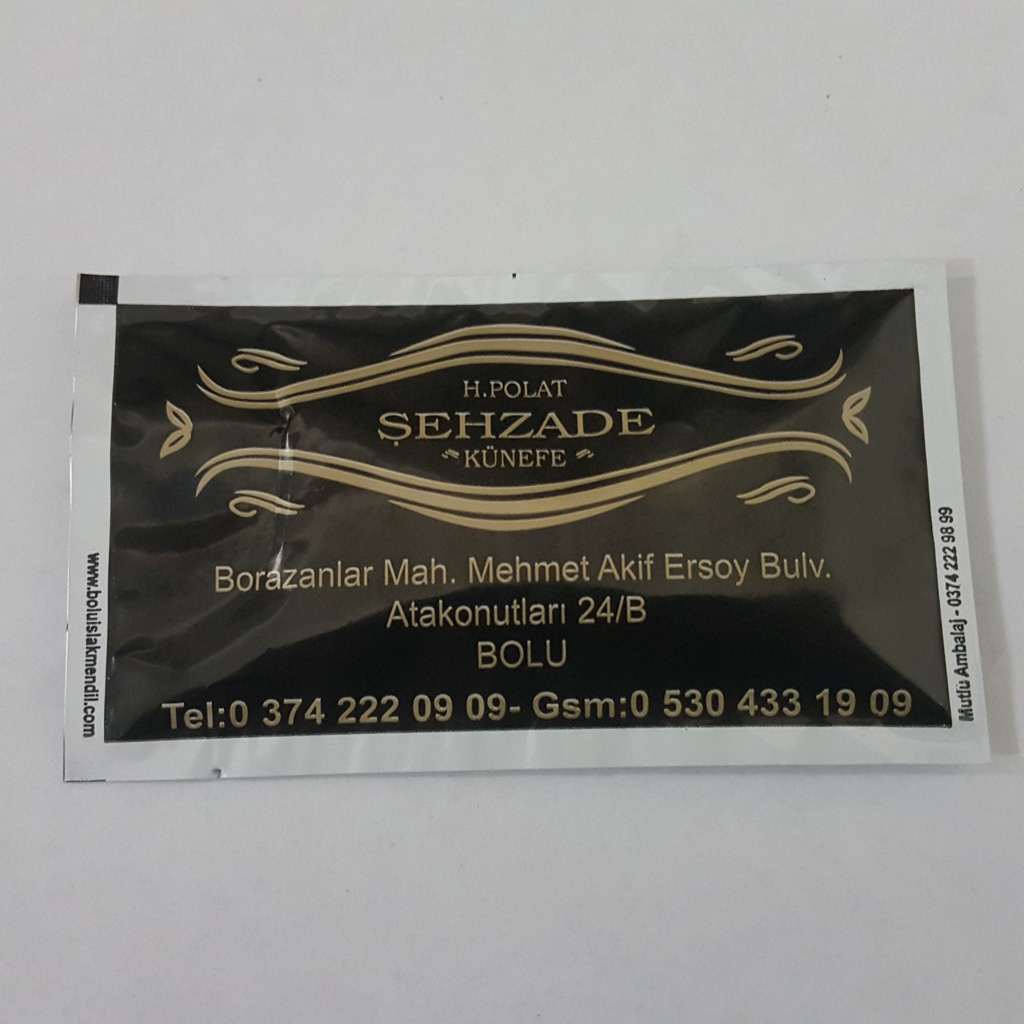 H.POLAT
ŞEHZADE
KÜNEFE
Borazanlar Mah. Mehmet Akif Ersoy Bulv.
Atakonutları 24/B
BOLU
Tel:0 374 222 09 09- Gsm:0 530 433 19 09
www.boluislakmendil.com
Mutlu Ambalaj - 0374 222 98 99